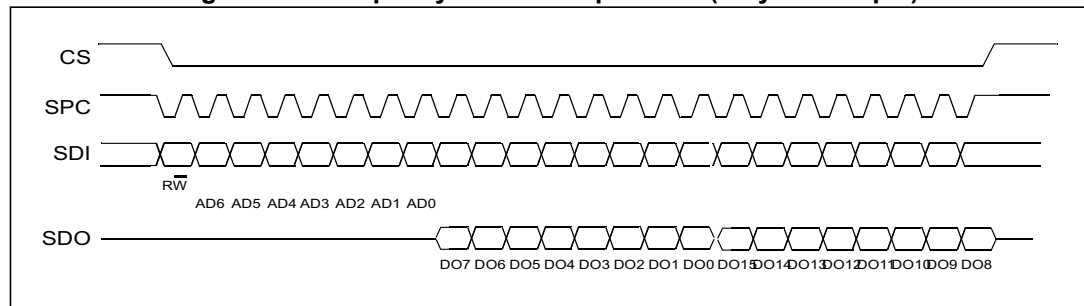 CS
SPC
SDI
RW
AD6 AD5 AD4 AD3 AD2 AD1 AD0
SDO
DO7 DO6 DO5 DO4 DO3 DO2 DO1 DO0 DO15 DO14 DO13 DO12 DO11 DO10 DO9 DO8